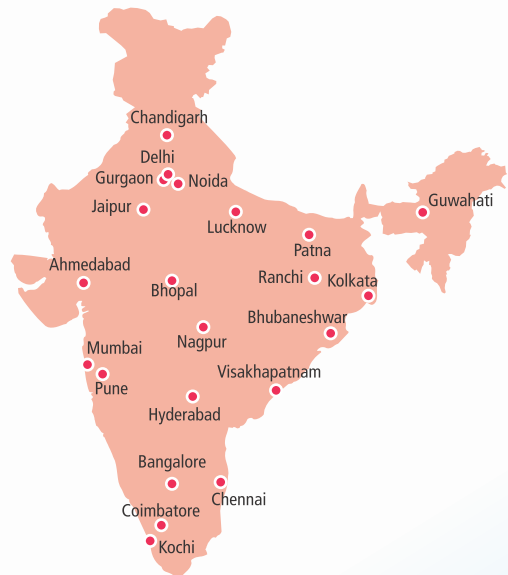 Chandigarh
Delhi
Gurgaon
Noida
Jaipur
Lucknow
Guwahati
Patna
Ahmedabad
Bhopal
Ranchi
Kolkata
Bhubaneshwar
Nagpur
Mumbai
Pune
Visakhapatnam
Hyderabad
Bangalore
Chennai
Coimbatore
Kochi